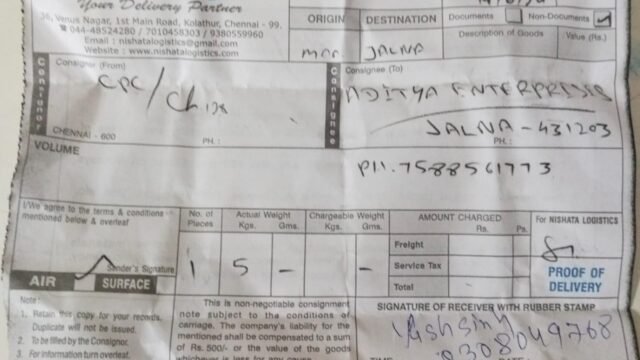 Your Delivery Partner
36, Venus Nagar, 1st Main Road, Kolathur, Chennai - 99.
☎ 044-48524280 / 7010458303 / 9380559960
Email : nishatalogistics@gmail.com
Website : www.nishatalogistics.com
ORIGIN DESTINATION
JALNA
Documents Non-Documents ✓
Description of Goods Value (Rs.)
Consignor
Consignor (From)
CPC/
CHENNAI - 600 PH :
Consignee
Consignee (To)
ADITYA ENTERPRISES
JALNA - 431203
PH. :
VOLUME
PH. 7588561773
I/We agree to the terms & conditions
mentioned below & overleaf
Sender's Signature
AIR SURFACE
No. of Pieces Actual Weight Kgs. Gms. Chargeable Weight Kgs. Gms.
1 5 - -
AMOUNT CHARGED
Rs. Ps.
Freight
Service Tax
Total
For NISHATA LOGISTICS
PROOF OF
DELIVERY
Note :
1. Retain this copy for your records.
Duplicate will not be issued.
2. To be filled by the Consignor.
3. For information turn overleaf.
This is non-negotiable consignment
note subject to the conditions of
carriage. The company's liability for
the mentioned shall be compensated to a sum
of Rs. 500/- or the value of the goods
whichever is less for any
SIGNATURE OF RECEIVER WITH RUBBER STAMP
DATE
TIME